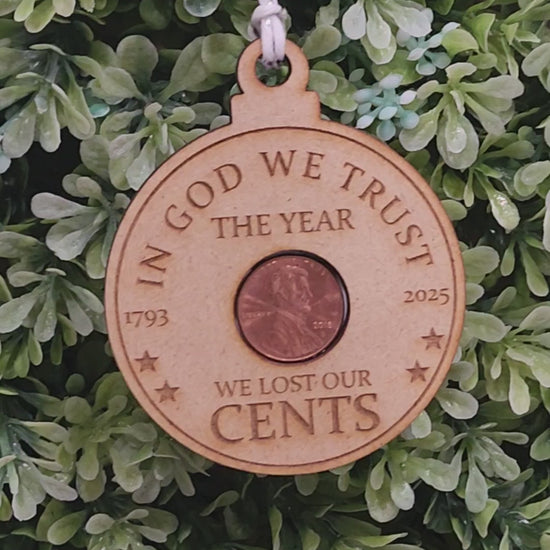 IN GOD WE TRUST
THE YEAR
1793
2025
WE LOST OUR
CENTS